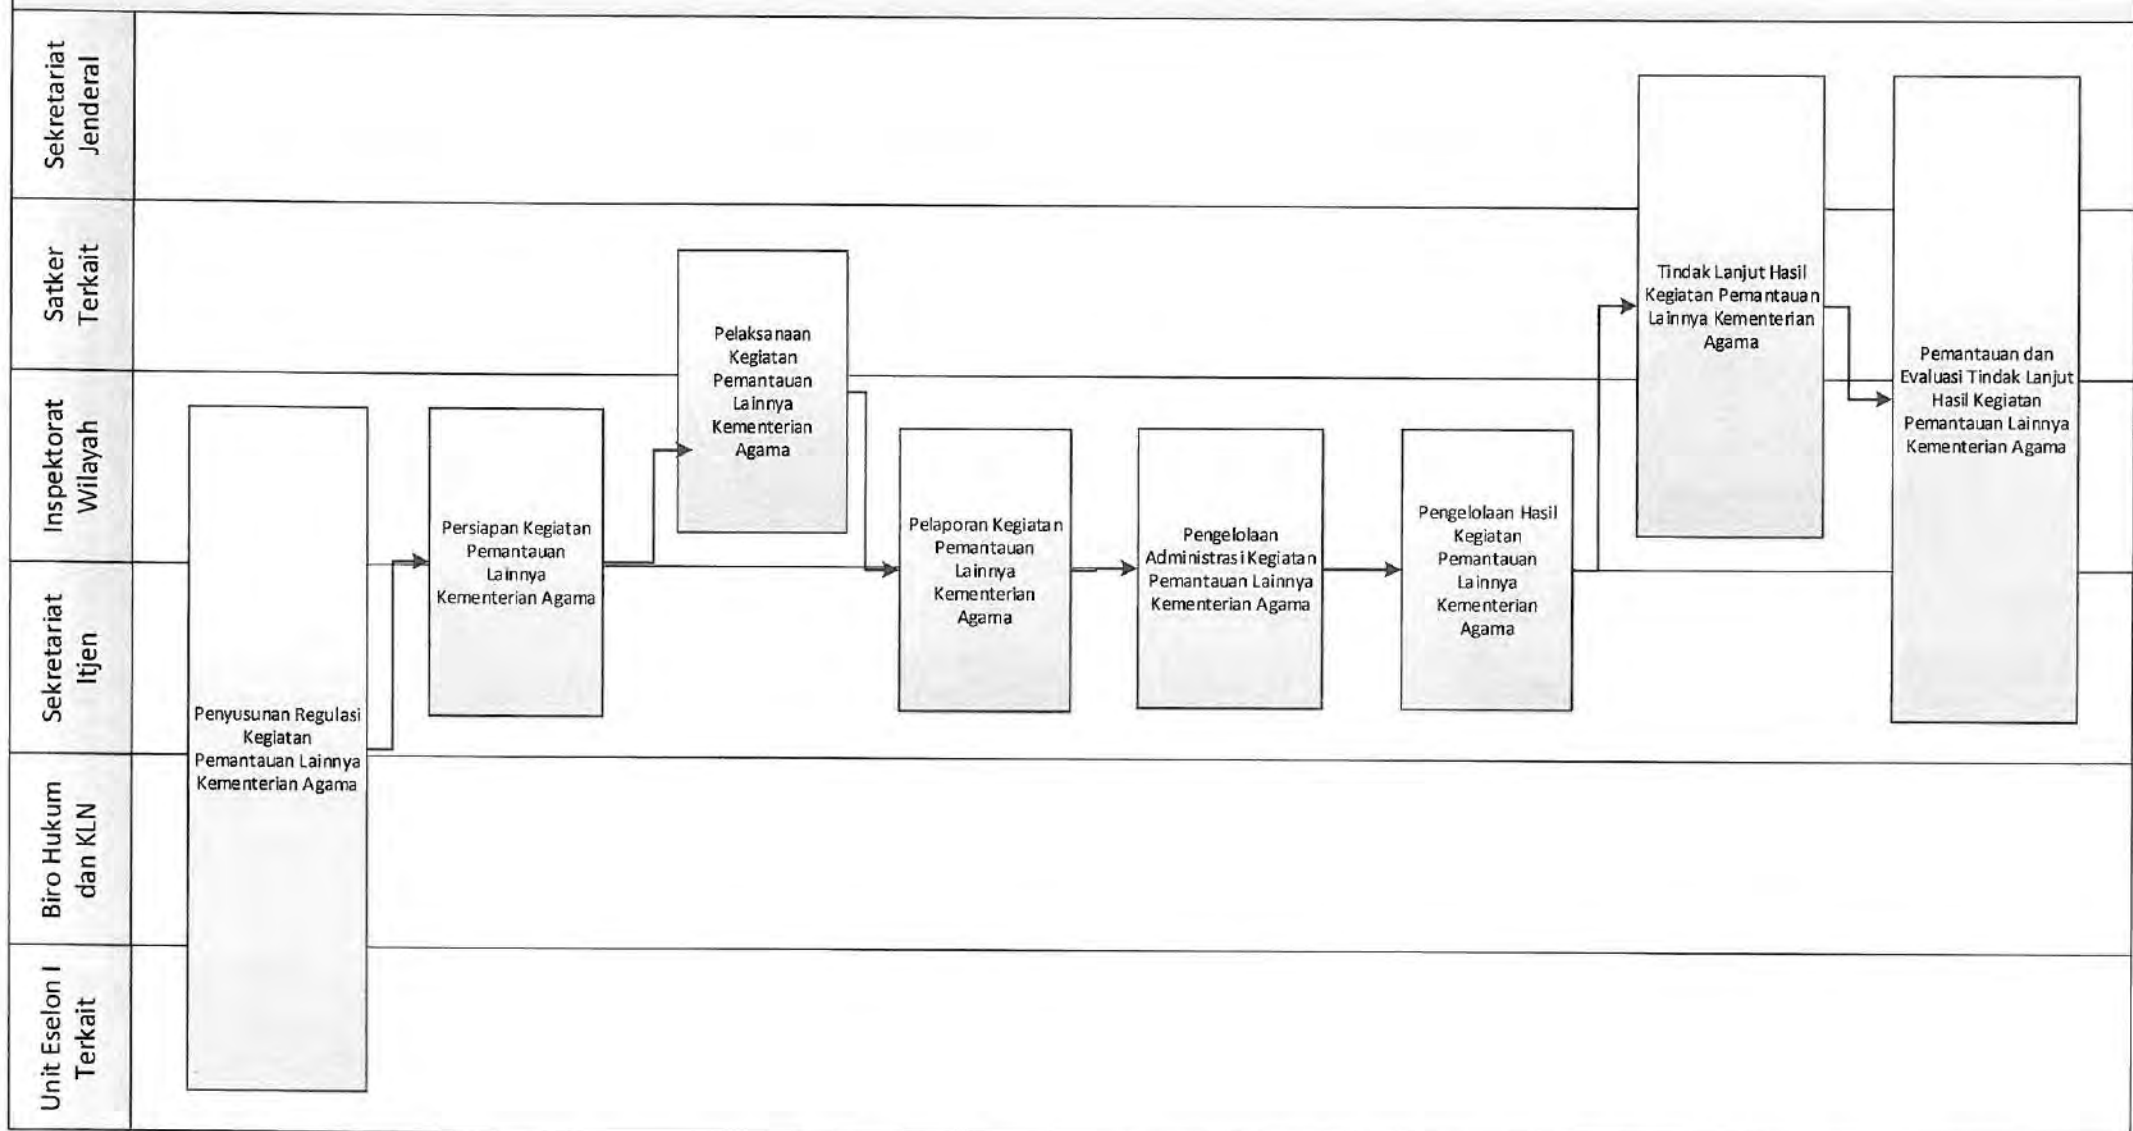 Sekretariat
Jenderal
Satker
Terkait
Inspektorat
Wilayah
Sekretariat
Itjen
Biro Hukum
dan KLN
Unit Eselon I
Terkait
Penyusunan Regulasi
Kegiatan
Pemantauan Lainnya
Kementerian Agama
Persiapan Kegiatan
Pemantauan
Lainnya
Kementerian Agama
Pelaksanaan
Kegiatan
Pemantauan
Lainnya
Kementerian
Agama
Pelaporan Kegiatan
Pemantauan
Lainnya
Kementerian
Agama
Pengelolaan
Administrasi Kegiatan
Pemantauan Lainnya
Kementerian Agama
Pengelolaan Hasil
Kegiatan
Pemantauan
Lainnya
Kementerian
Agama
Tindak Lanjut Hasil
Kegiatan Pemantauan
Lainnya Kementerian
Agama
Pemantauan dan
Evaluasi Tindak Lanjut
Hasil Kegiatan
Pemantauan Lainnya
Kementerian Agama